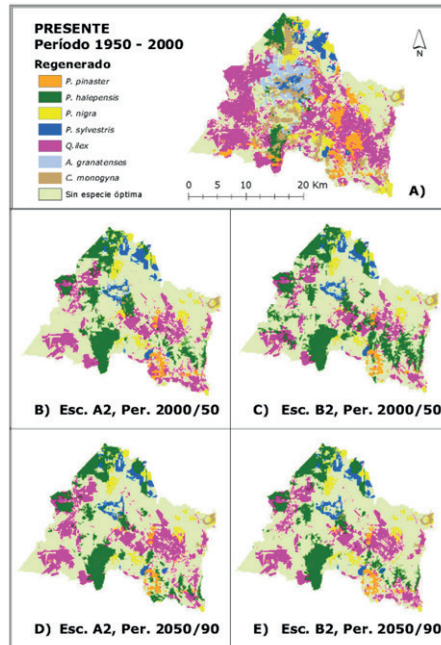 PRESENTE
Período 1950 - 2000
Regenerado
P. pinaster
P. halepensis
P. nigra
P. sylvestris
Q.ilex
A. granatenses
C. monogyna
Sin especie óptima
N
0 5 10 20 Km
A)
B) Esc. A2, Per. 2000/50
C) Esc. B2, Per. 2000/50
D) Esc. A2, Per. 2050/90
E) Esc. B2, Per. 2050/90